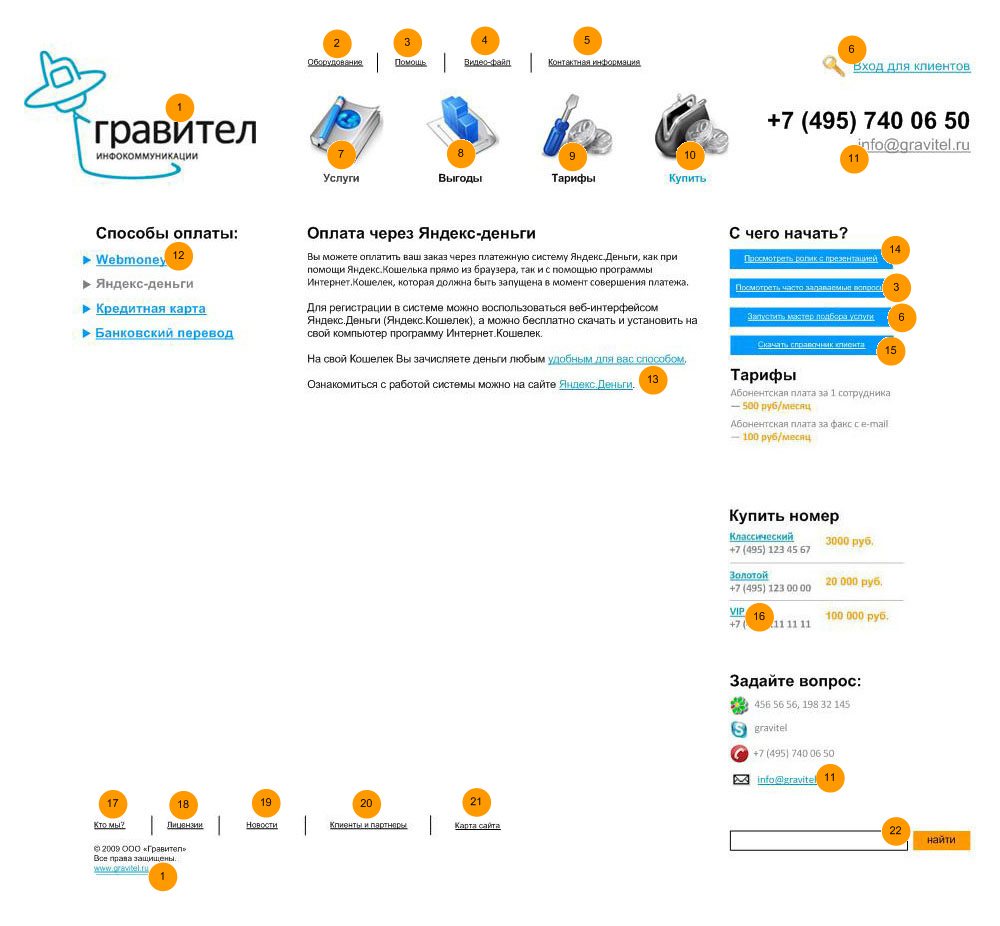 2
3
4
5
6
Оборудование
Помощь
Видео-файл
Контактная информация
Вход для клиентов
1
гравител
ИНФОКОММУНИКАЦИИ
+7 (495) 740 06 50
info@gravitel.ru
11
7
8
9
10
Услуги
Выгоды
Тарифы
Купить
Способы оплаты:
Webmoney
12
Яндекс-деньги
Кредитная карта
Банковский перевод
Оплата через Яндекс-деньги
Вы можете оплатить ваш заказ через платежную систему Яндекс.Деньги, как при
помощи Яндекс.Кошелька прямо из браузера, так и с помощью программы
Интернет.Кошелек, которая должна быть запущена в момент совершения платежа.
Для регистрации в системе можно воспользоваться веб-интерфейсом
Яндекс.Деньги (Яндекс.Кошелек), а можно бесплатно скачать и установить на
свой компьютер программу Интернет.Кошелек.
На свой Кошелек Вы зачисляете деньги любым удобным для вас способом.
Ознакомиться с работой системы можно на сайте Яндекс.Деньги.
13
С чего начать?
Просмотреть ролик с презентацией
14
Посмотреть часто задаваемые вопросы
3
Запустить мастер подбора услуги
6
Скачать справочник клиента
15
Тарифы
Абонентская плата за 1 сотрудника
— 500 руб/месяц
Абонентская плата за факс с e-mail
— 100 руб/месяц
Купить номер
Классический
+7 (495) 123 45 67
3000 руб.
Золотой
+7 (495) 123 00 00
20 000 руб.
VIP
16
+7 ( 11 11 11
100 000 руб.
Задайте вопрос:
456 56 56, 198 32 145
gravitel
+7 (495) 740 06 50
info@gravitel
11
17
18
19
20
21
Кто мы?
Лицензии
Новости
Клиенты и партнеры
Карта сайта
© 2009 ООО «Гравител»
Все права защищены.
www.gravitel.ru
1
22
найти